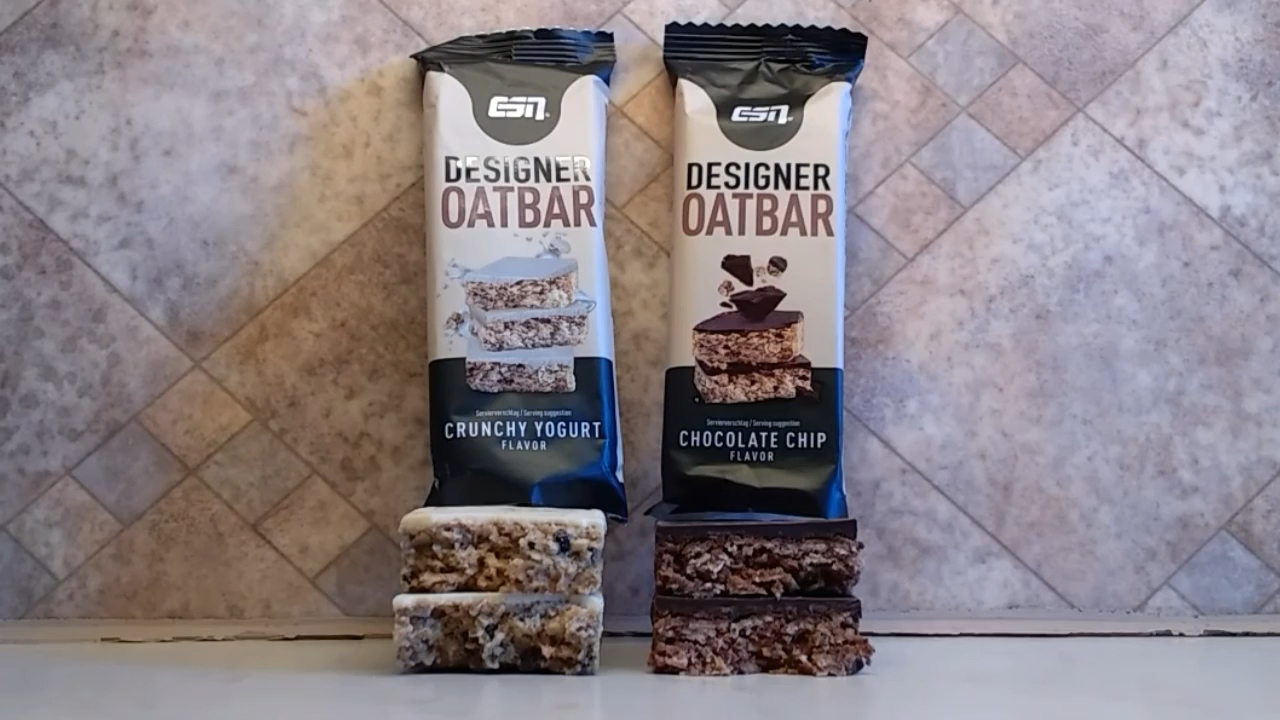 ESN
DESIGNER
OATBAR
Serviervorschlag / Serving suggestion
CRUNCHY YOGURT
FLAVOR
ESN
DESIGNER
OATBAR
Serviervorschlag / Serving suggestion
CHOCOLATE CHIP
FLAVOR